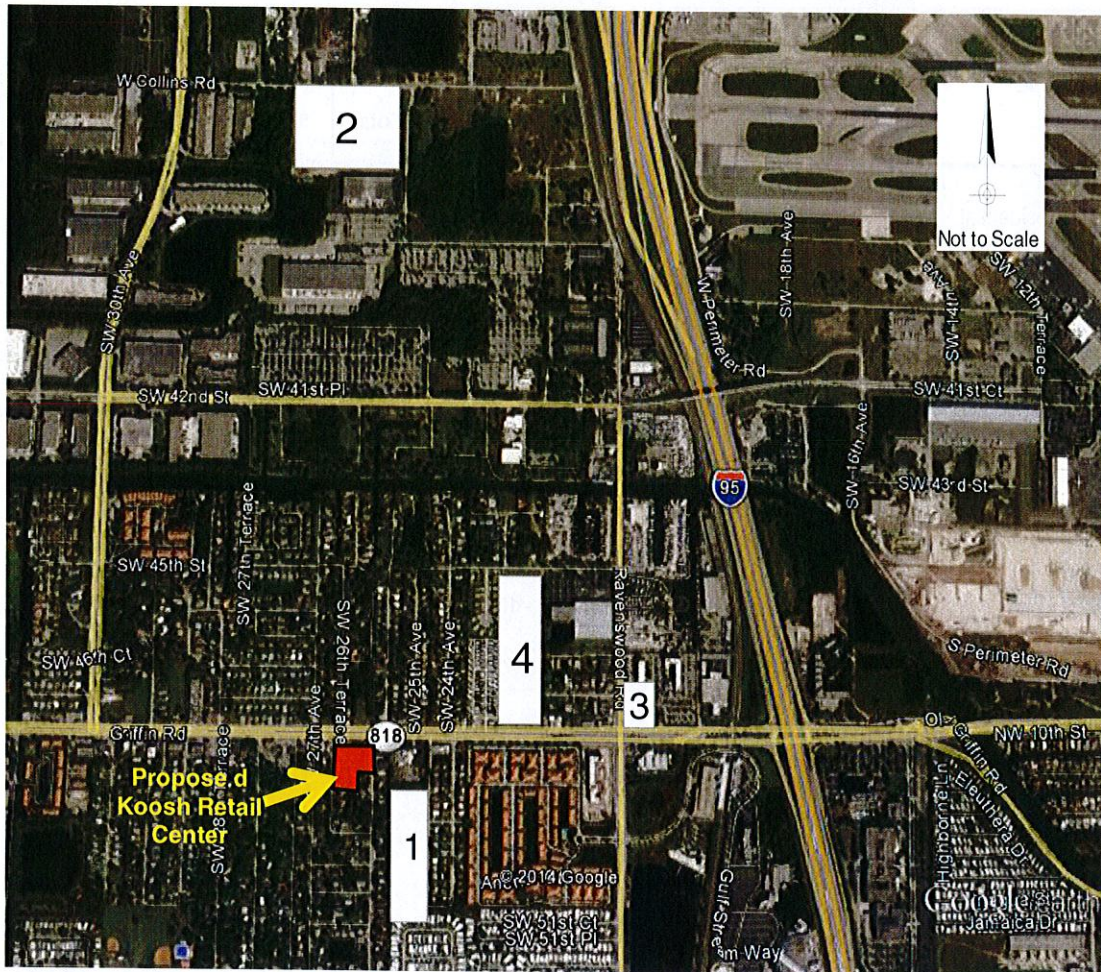 W Collins Rd
2
Not to Scale
SW 30th Ave
SW 18th Ave
W Perimeter Rd
SW 14th Ave
SW 12th Terrace
SW 42nd St
SW 41st Pl
SW 41st Ct
SW 16th Ave
95
SW 43rd St
SW 27th Terrace
SW 45th St
SW 26th Terrace
SW 25th Ave
SW 24th Ave
Ravenswood Rd
4
SW 46th Ct
S Perimeter Rd
3
Griffin Rd
818
Old Griffin Rd
NW 10th St
27th Ave
Propose.d
Koosh Retail
Center
1
Highborne Ln
Eleuthera Dr
© 2014 Google
Google earth
Jamaica Dr
SW 51st Ct
SW 51st Pl
Gulf Stream Way